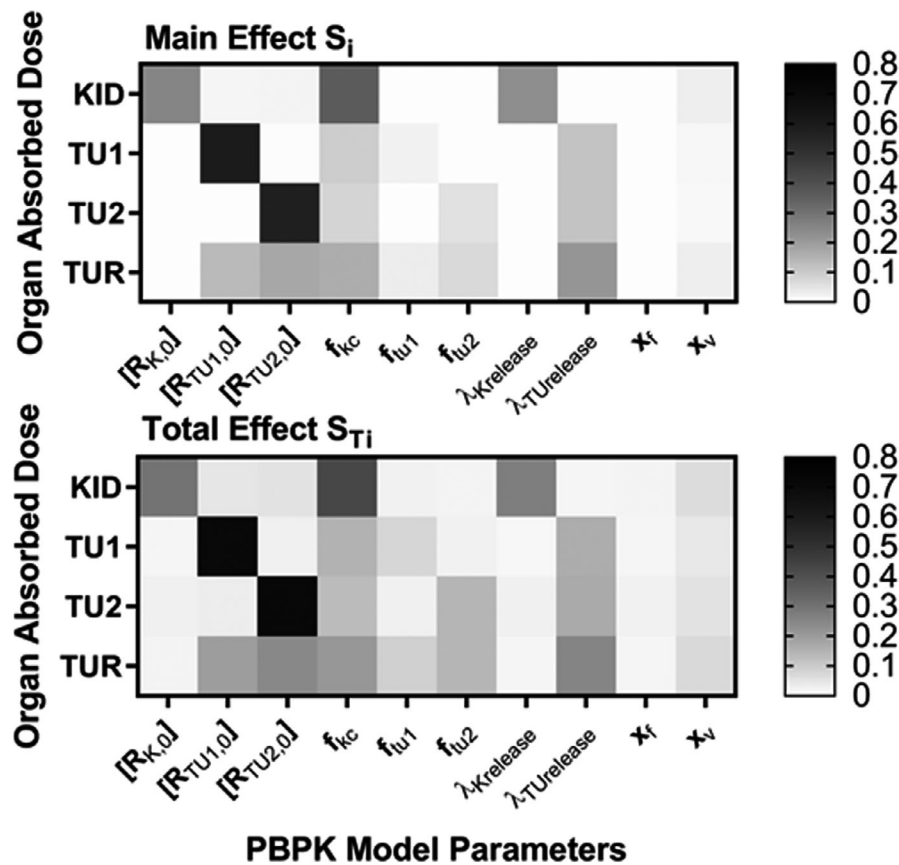 Main Effect Si
Organ Absorbed Dose
KID
TU1
TU2
TUR
0.8
0.7
0.6
0.5
0.4
0.3
0.2
0.1
0
[RK,0]
[RTU1,0]
[RTU2,0]
fkc
ftu1
ftu2
λKrelease
λTUrelease
xf
xv
Total Effect STi
Organ Absorbed Dose
KID
TU1
TU2
TUR
0.8
0.7
0.6
0.5
0.4
0.3
0.2
0.1
0
[RK,0]
[RTU1,0]
[RTU2,0]
fkc
ftu1
ftu2
λKrelease
λTUrelease
xf
xv
PBPK Model Parameters